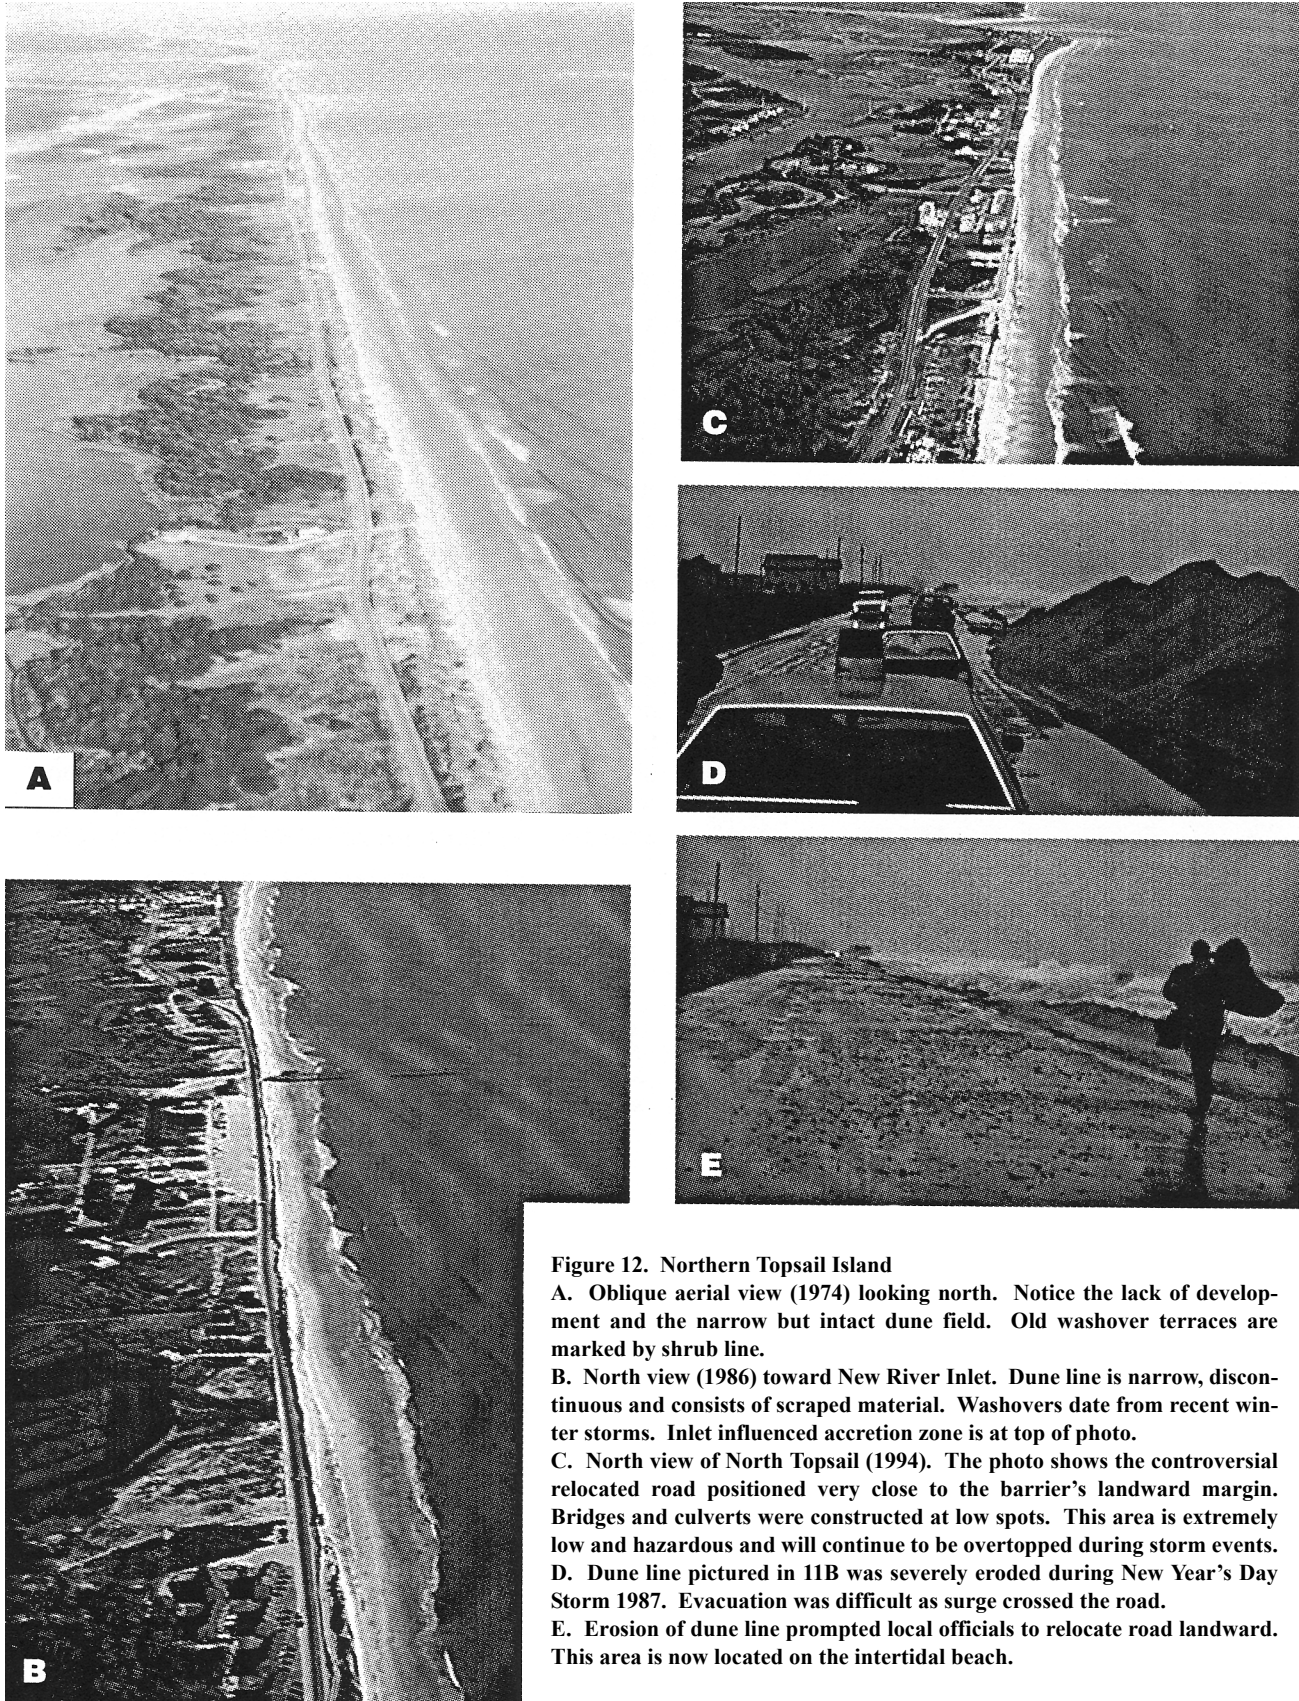 A
C
D
B
E
Figure 12. Northern Topsail Island
A. Oblique aerial view (1974) looking north. Notice the lack of develop-
ment and the narrow but intact dune field. Old washover terraces are
marked by shrub line.
B. North view (1986) toward New River Inlet. Dune line is narrow, discon-
tinuous and consists of scraped material. Washovers date from recent win-
ter storms. Inlet influenced accretion zone is at top of photo.
C. North view of North Topsail (1994). The photo shows the controversial
relocated road positioned very close to the barrier's landward margin.
Bridges and culverts were constructed at low spots. This area is extremely
low and hazardous and will continue to be overtopped during storm events.
D. Dune line pictured in 11B was severely eroded during New Year's Day
Storm 1987. Evacuation was difficult as surge crossed the road.
E. Erosion of dune line prompted local officials to relocate road landward.
This area is now located on the intertidal beach.